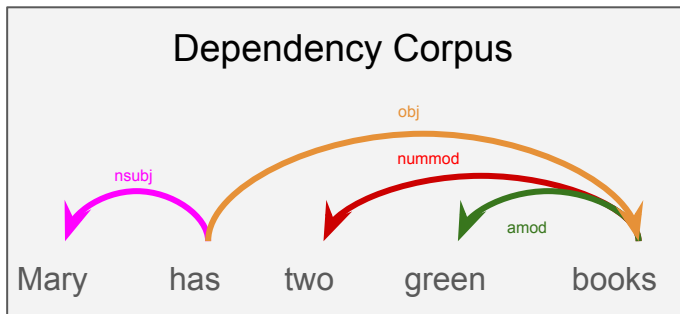 Dependency Corpus
obj
nummod
nsubj
amod
Mary has two green books